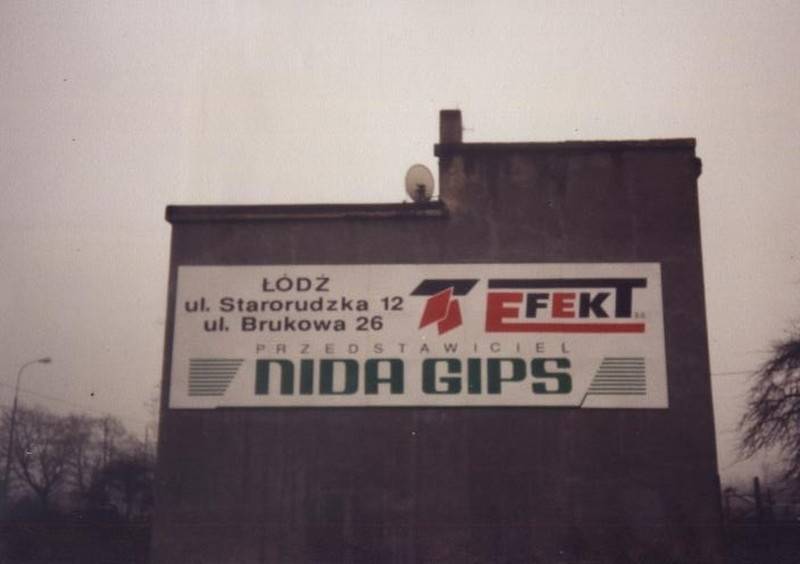 ŁÓDŹ
ul. Starorudzka 12
ul. Brukowa 26
EFEKT s.c.
PRZEDSTAWICIEL
NIDA GIPS